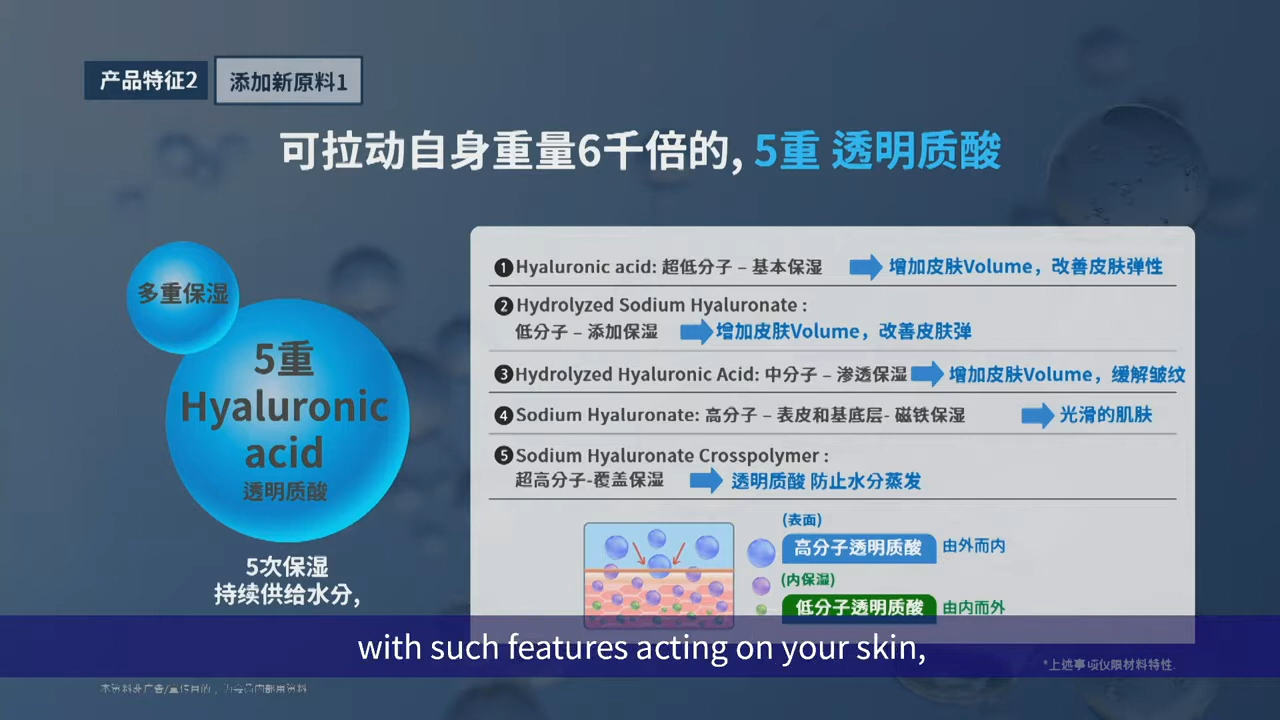 产品特征2
添加新原料1
可拉动自身重量6千倍的, 5重 透明质酸
多重保湿
5重
Hyaluronic
acid
透明质酸
5次保湿
持续供给水分,
❶Hyaluronic acid: 超低分子 – 基本保湿 增加皮肤Volume，改善皮肤弹性
❷Hydrolyzed Sodium Hyaluronate :
低分子 – 添加保湿 增加皮肤Volume，改善皮肤弹
❸Hydrolyzed Hyaluronic Acid: 中分子 – 渗透保湿 增加皮肤Volume，缓解皱纹
❹Sodium Hyaluronate: 高分子 – 表皮和基底层- 磁铁保湿 光滑的肌肤
❺Sodium Hyaluronate Crosspolymer :
超高分子-覆盖保湿 透明质酸 防止水分蒸发
(表面)
高分子透明质酸 由外而内
(内保湿)
低分子透明质酸 由内而外
with such features acting on your skin,
*上述事项仅限材料特性.